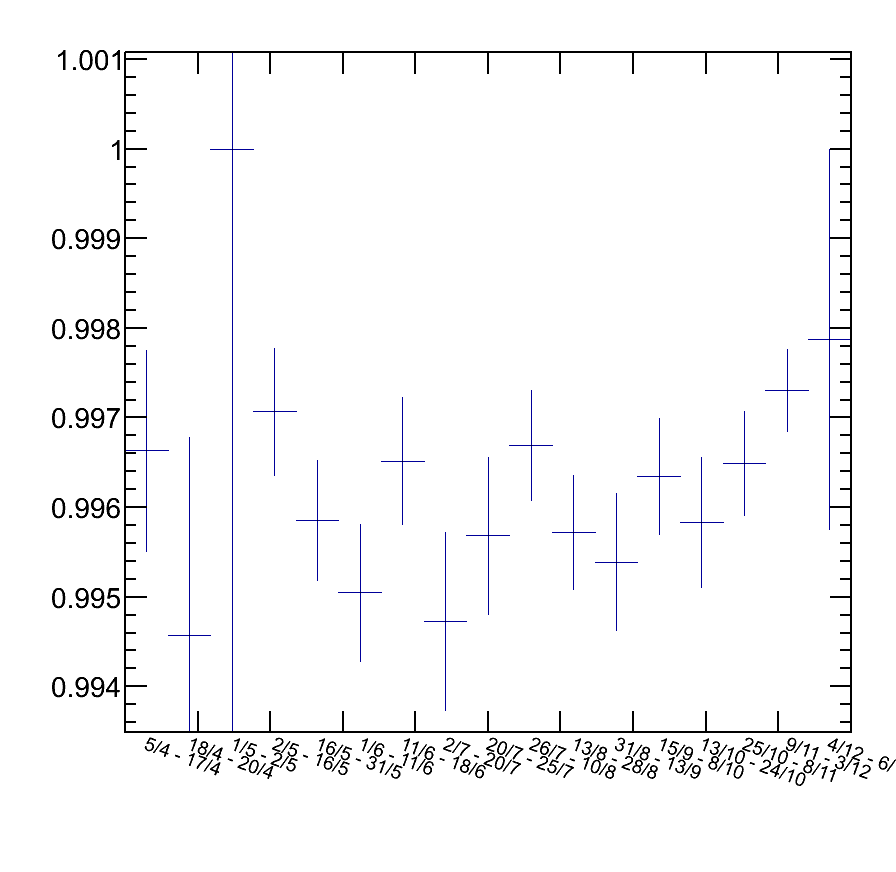 1.001
1
0.999
0.998
0.997
0.996
0.995
0.994
5/4 - 17/4
18/4 - 20/4
1/5 - 2/5
2/5 - 16/5
16/5 - 31/5
1/6 - 11/6
11/6 - 18/6
2/7 - 20/7
20/7 - 25/7
26/7 - 10/8
13/8 - 28/8
31/8 - 13/9
15/9 - 8/10
13/10 - 24/10
25/10 - 8/11
9/11 - 3/12
4/12 - 6/